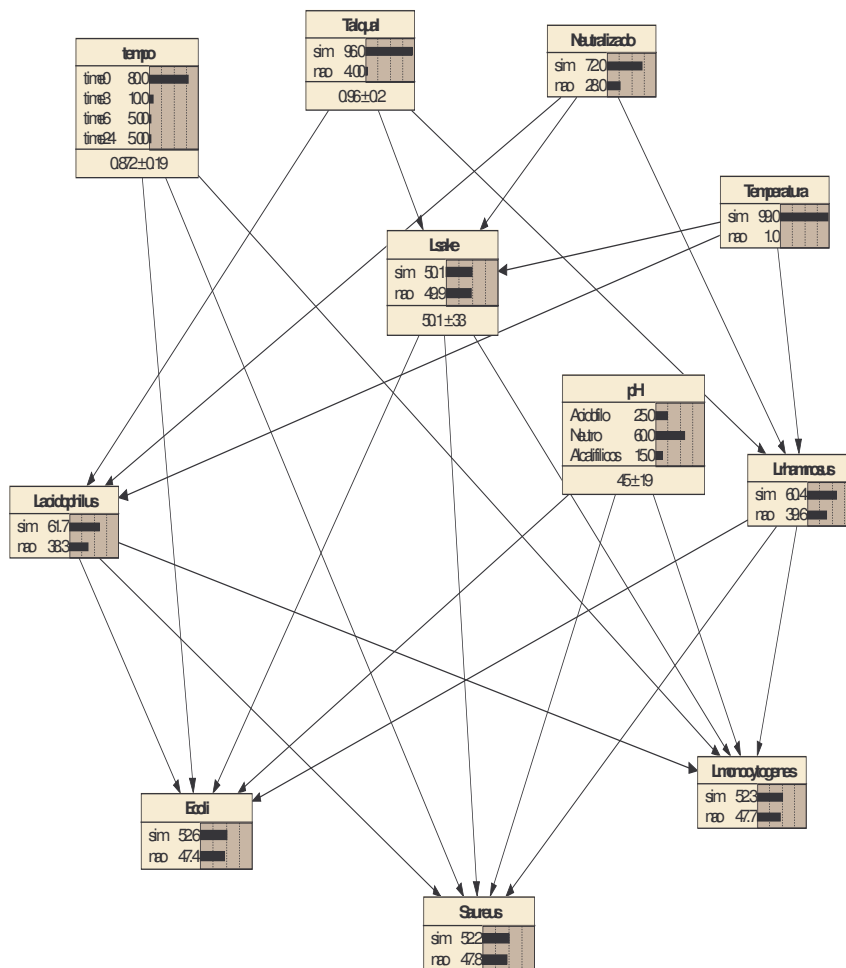 Talqual
sim 96.0
nao 4.00
0.96 ± 0.2
Neutralizado
sim 72.0
nao 28.0
tempo
time0 80.0
time3 10.0
time6 5.00
time24 5.00
0.872 ± 0.19
Temperatura
sim 99.0
nao 1.0
Lsake
sim 50.1
nao 49.9
50.1 ± 33
pH
Acidofilo 25.0
Neutro 60.0
Alcalifilicos 15.0
45 ± 19
Lrhamnosus
sim 60.4
nao 39.6
Lacidophilus
sim 61.7
nao 38.3
Lmonocytogenes
sim 52.3
nao 47.7
Ecoli
sim 52.6
nao 47.4
Saureus
sim 52.2
nao 47.8